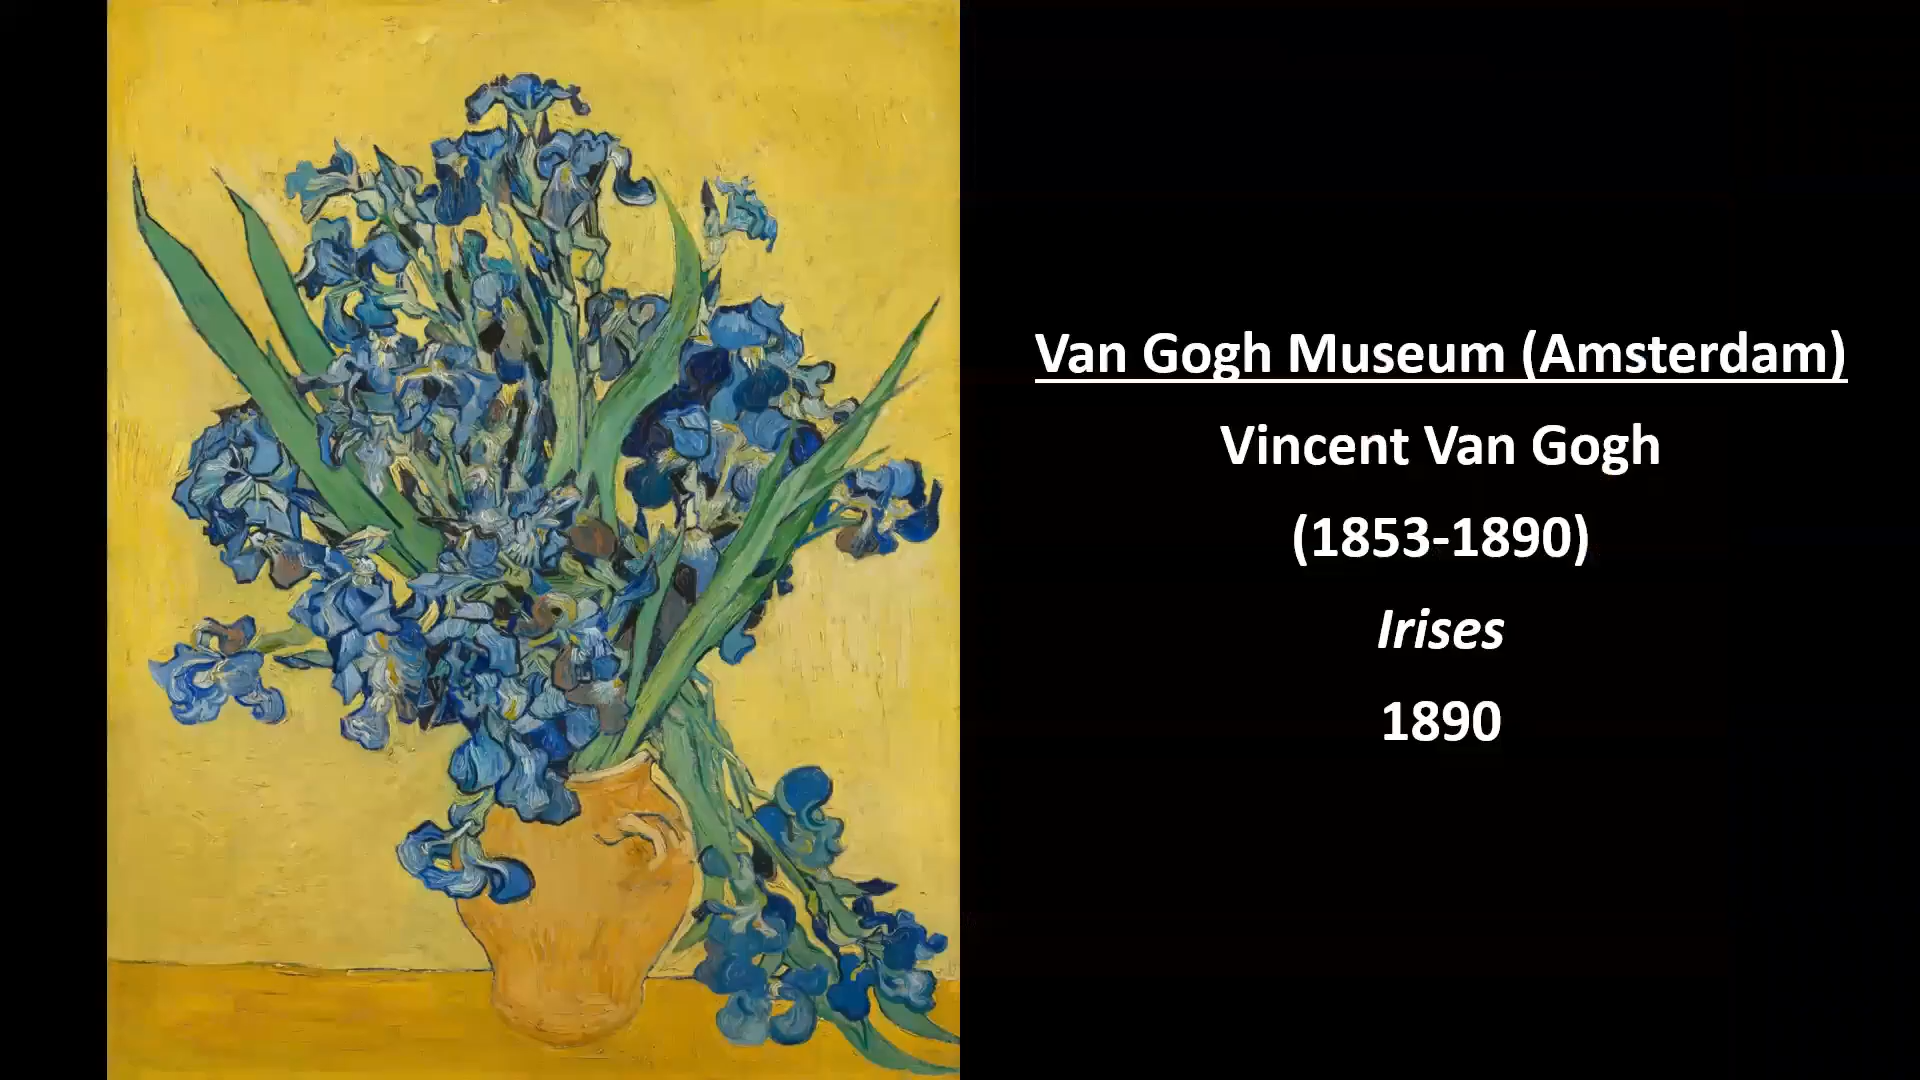 Van Gogh Museum (Amsterdam)
Vincent Van Gogh
(1853-1890)
Irises
1890